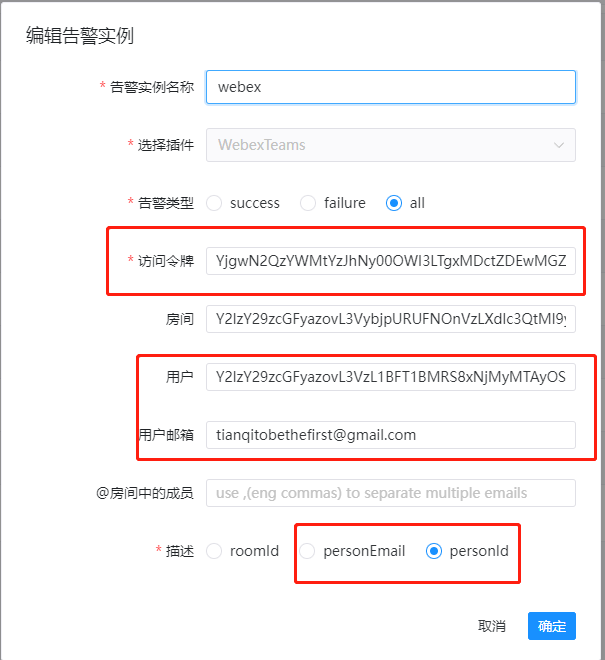 编辑告警实例
* 告警实例名称 webex
* 选择插件 WebexTeams
* 告警类型 success failure all
* 访问令牌 YjgwN2QzYWMtYzJhNy00OWI3LTgxMDctZDEwMGZ
房间 Y2lzY29zcGFyazovL3VybjpURUFNOnVzLXdlc3QtMl9y
用户 Y2lzY29zcGFyazovL3VzL1BFT1BMRS8xNjMyMTAyOS
用户邮箱 tianqitobethefirst@gmail.com
@房间中的成员 use ,(eng commas) to separate multiple emails
* 描述 roomId personEmail personId
取消 确定